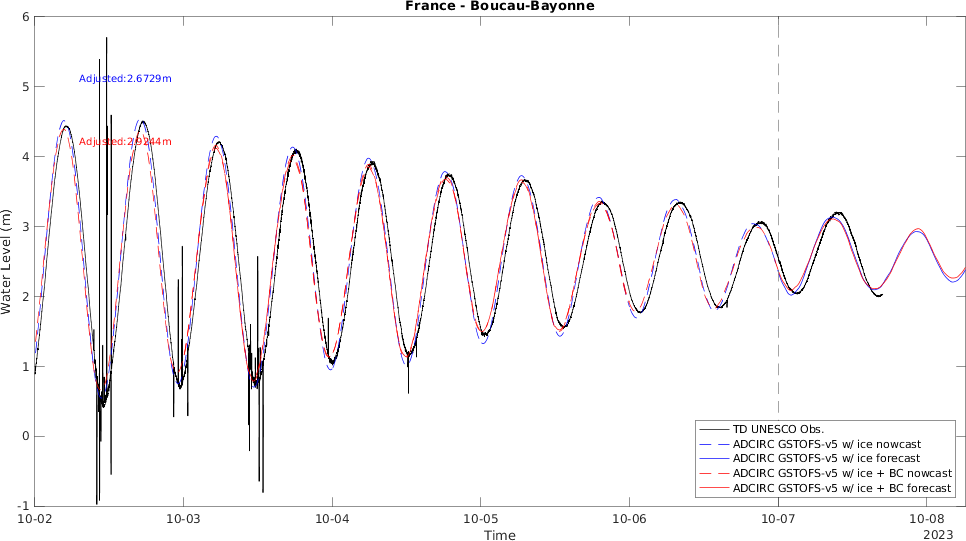 France - Boucau-Bayonne
6
5
4
3
2
1
0
-1
Water Level (m)
Adjusted:2.6729m
Adjusted:2.9244m
TD UNESCO Obs.
ADCIRC GSTOFS-v5 w/ ice nowcast
ADCIRC GSTOFS-v5 w/ ice forecast
ADCIRC GSTOFS-v5 w/ ice + BC nowcast
ADCIRC GSTOFS-v5 w/ ice + BC forecast
10-02 10-03 10-04 10-05 10-06 10-07 10-08
Time
2023